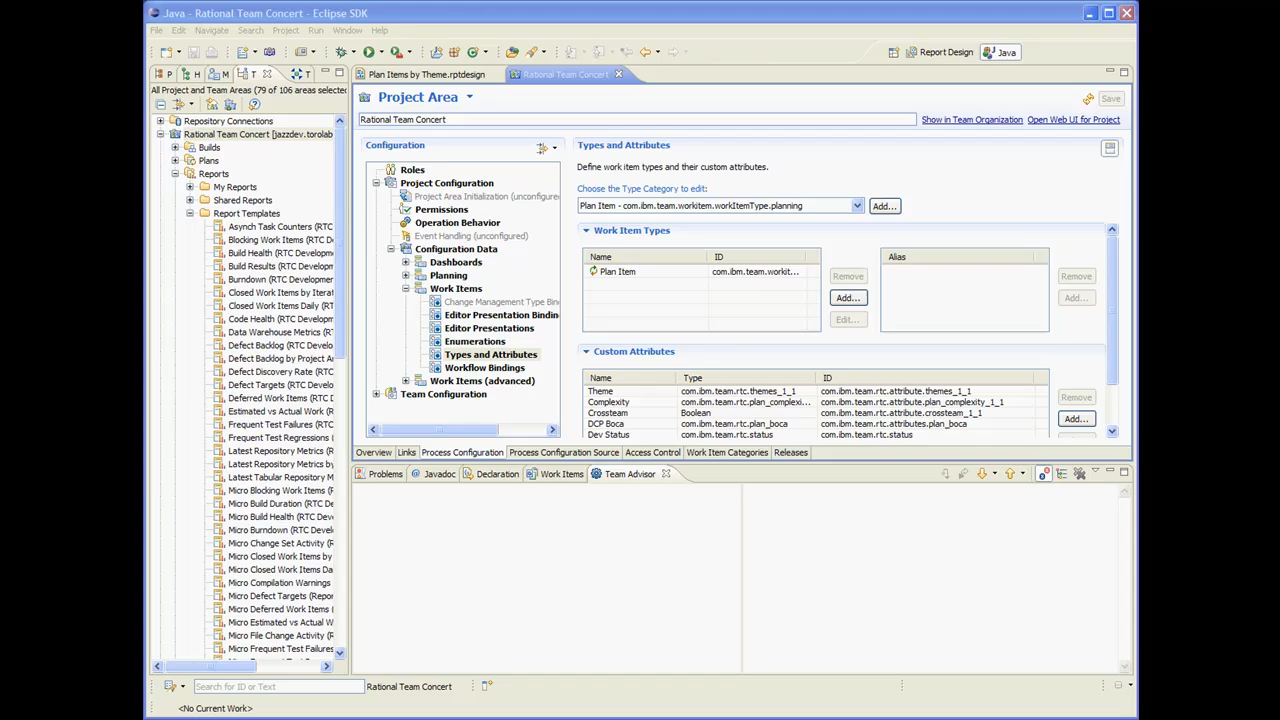 Java - Rational Team Concert - Eclipse SDK
File Edit Navigate Search Project Run Window Help
Report Design Java
P H M T T
Plan Items by Theme.rptdesign Rational Team Concert
All Project and Team Areas (79 of 106 areas selected
Repository Connections
Rational Team Concert [jazzdev.torolab
Builds
Plans
Reports
My Reports
Shared Reports
Report Templates
Asynch Task Counters (RTC
Blocking Work Items (RTC D
Build Health (RTC Developm
Build Results (RTC Developm
Burndown (RTC Developmer
Closed Work Items by Iterat
Closed Work Items Daily (RT
Code Health (RTC Developm
Data Warehouse Metrics (RT
Defect Backlog (RTC Develo
Defect Backlog by Project Ar
Defect Discovery Rate (RTC
Defect Targets (RTC Develo
Deferred Work Items (RTC D
Estimated vs Actual Work (R
Frequent Test Failures (RTC
Frequent Test Regressions (
Latest Repository Metrics (R
Latest Repository Metrics by
Latest Tabular Repository M
Micro Blocking Work Items (
Micro Build Duration (RTC D
Micro Build Health (RTC Dev
Micro Burndown (RTC Devel
Micro Change Set Activity (R
Micro Closed Work Items by
Micro Closed Work Items Da
Micro Compilation Warnings
Micro Defect Targets (Repor
Micro Deferred Work Items (
Micro Estimated vs Actual W
Micro File Change Activity (R
Micro Frequent Test Failures
Project Area
Save
Rational Team Concert
Show in Team Organization Open Web UI for Project
Configuration
Roles
Project Configuration
Project Area Initialization (unconfigured
Permissions
Operation Behavior
Event Handling (unconfigured)
Configuration Data
Dashboards
Planning
Work Items
Change Management Type Bin
Editor Presentation Bindin
Editor Presentations
Enumerations
Types and Attributes
Workflow Bindings
Work Items (advanced)
Team Configuration
Types and Attributes
Define work item types and their custom attributes.
Choose the Type Category to edit:
Plan Item - com.ibm.team.workitem.workItemType.planning Add...
Work Item Types
Name ID
Plan Item com.ibm.team.workit...
Remove
Add...
Edit...
Alias
Remove
Add...
Custom Attributes
Name Type ID
Theme com.ibm.team.rtc.themes_1_1 com.ibm.team.rtc.attribute.themes_1_1
Complexity com.ibm.team.rtc.plan_complexi... com.ibm.team.rtc.attribute.plan_complexity_1_1
Crossteam Boolean com.ibm.team.rtc.attribute.crossteam_1_1
DCP Boca com.ibm.team.rtc.plan_boca com.ibm.team.rtc.attributes.plan_boca
Dev Status com.ibm.team.rtc.status com.ibm.team.rtc.status
Remove
Add...
Overview Links Process Configuration Process Configuration Source Access Control Work Item Categories Releases
Problems Javadoc Declaration Work Items Team Advisor
Search for ID or Text Rational Team Concert
<No Current Work>